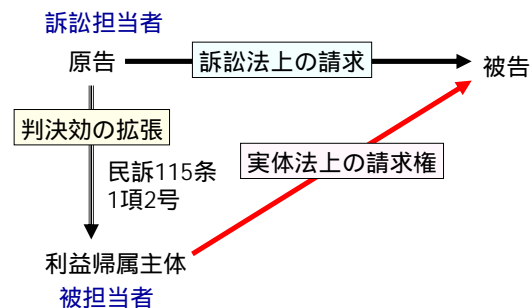 訴訟担当者
原告
訴訟法上の請求
被告
判決効の拡張
民訴115条
1項2号
実体法上の請求権
利益帰属主体
被担当者